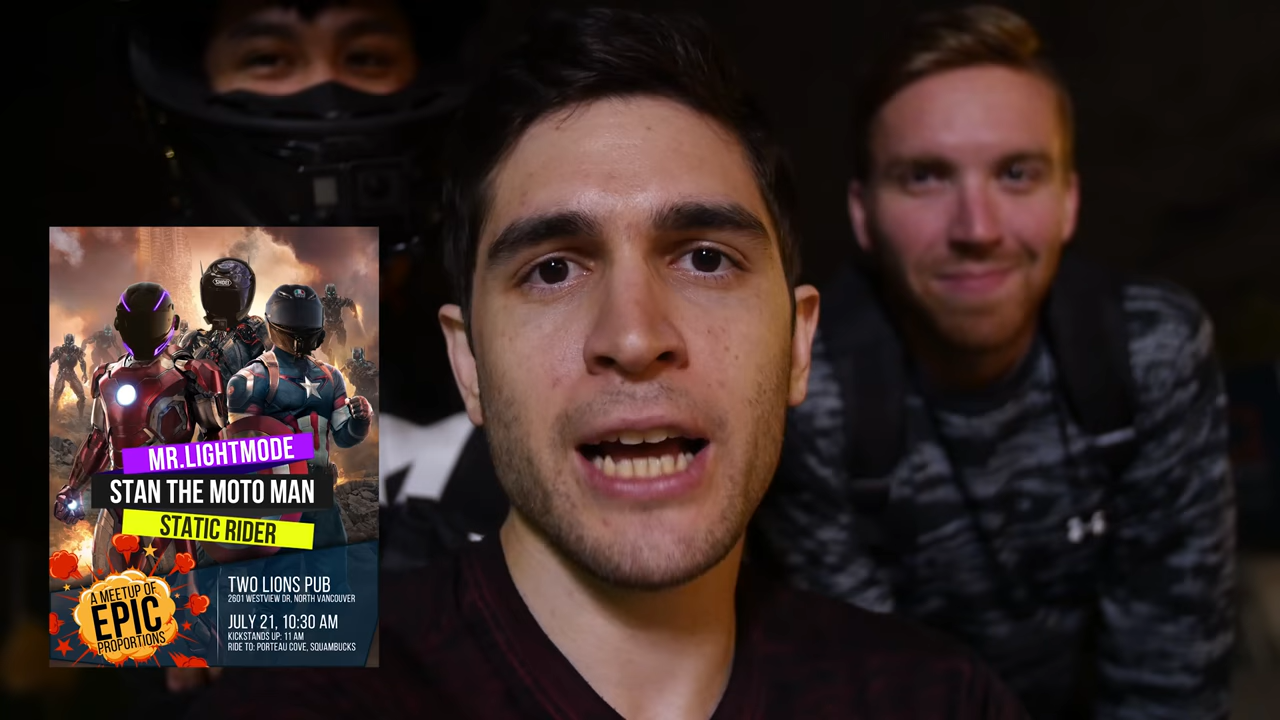 SHOEI
MR.LIGHTMODE
STAN THE MOTO MAN
STATIC RIDER
A MEETUP OF
EPIC
PROPORTIONS
TWO LIONS PUB
2601 WESTVIEW DR, NORTH VANCOUVER
JULY 21, 10:30 AM
KICKSTANDS UP: 11 AM
RIDE TO: PORTEAU COVE, SQUAMBUCKS